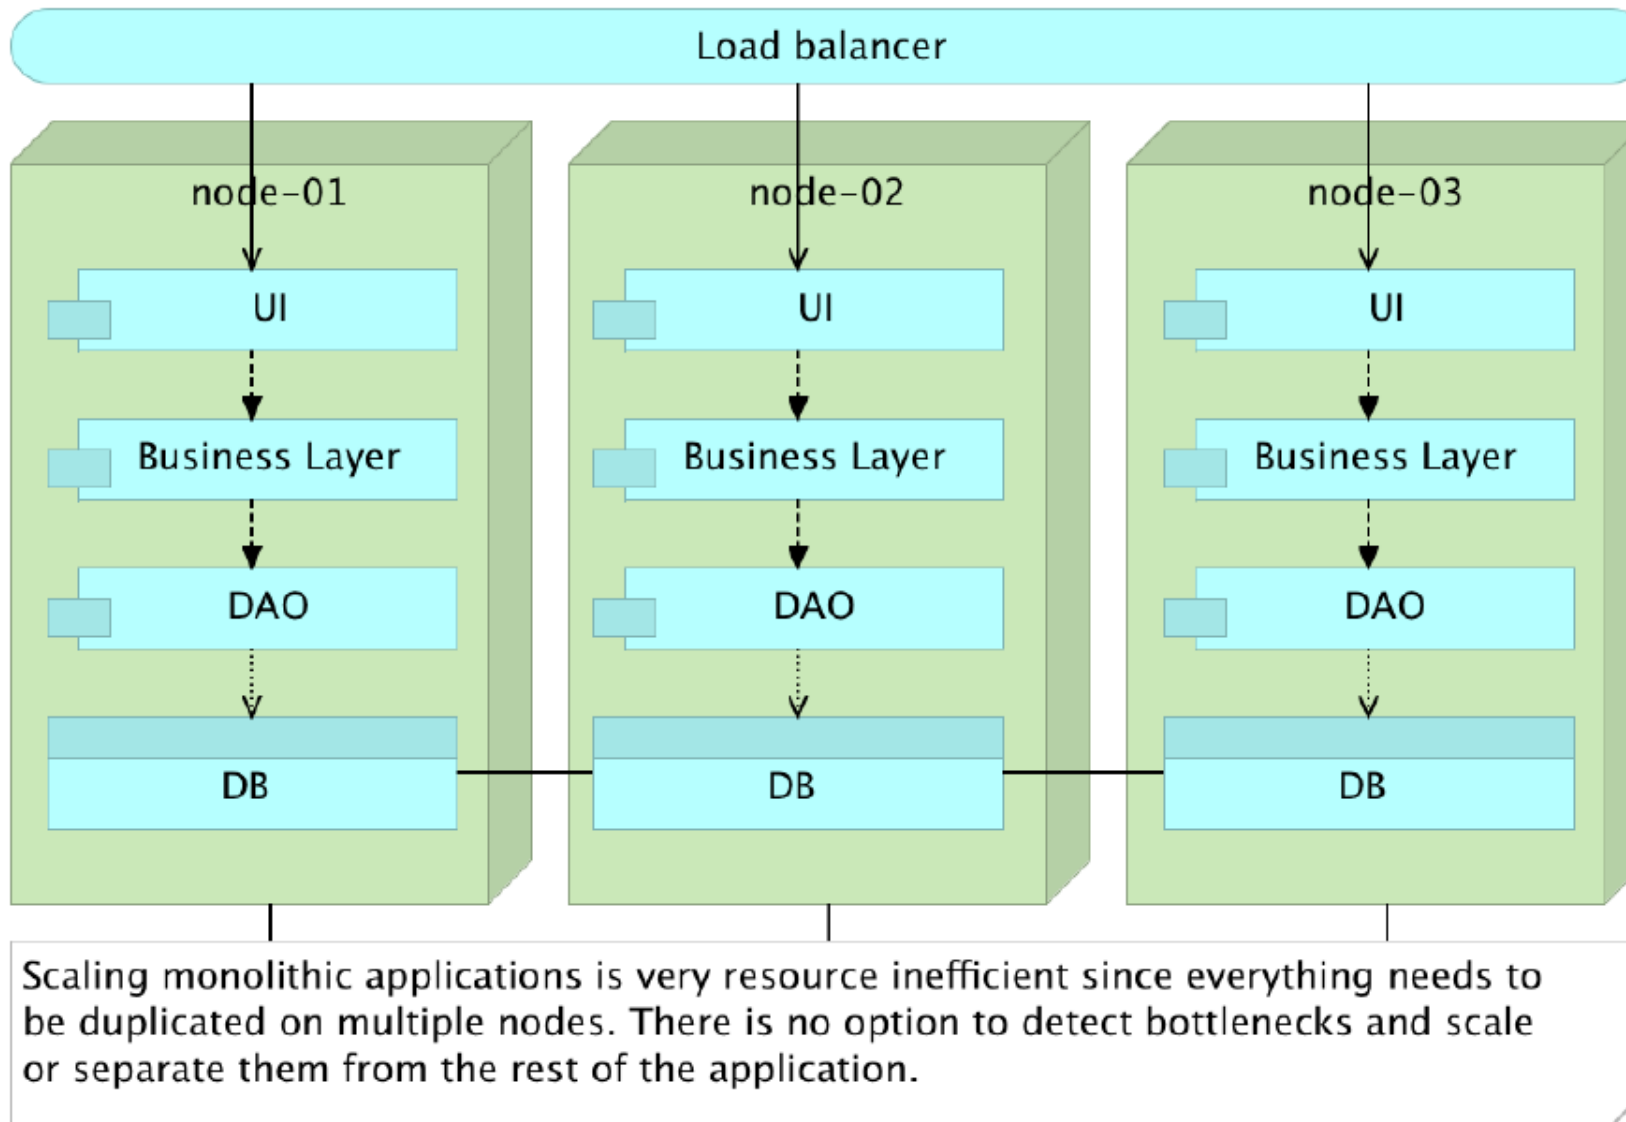 Load balancer
node-01
node-02
node-03
UI
UI
UI
Business Layer
Business Layer
Business Layer
DAO
DAO
DAO
DB
DB
DB
Scaling monolithic applications is very resource inefficient since everything needs to
be duplicated on multiple nodes. There is no option to detect bottlenecks and scale
or separate them from the rest of the application.